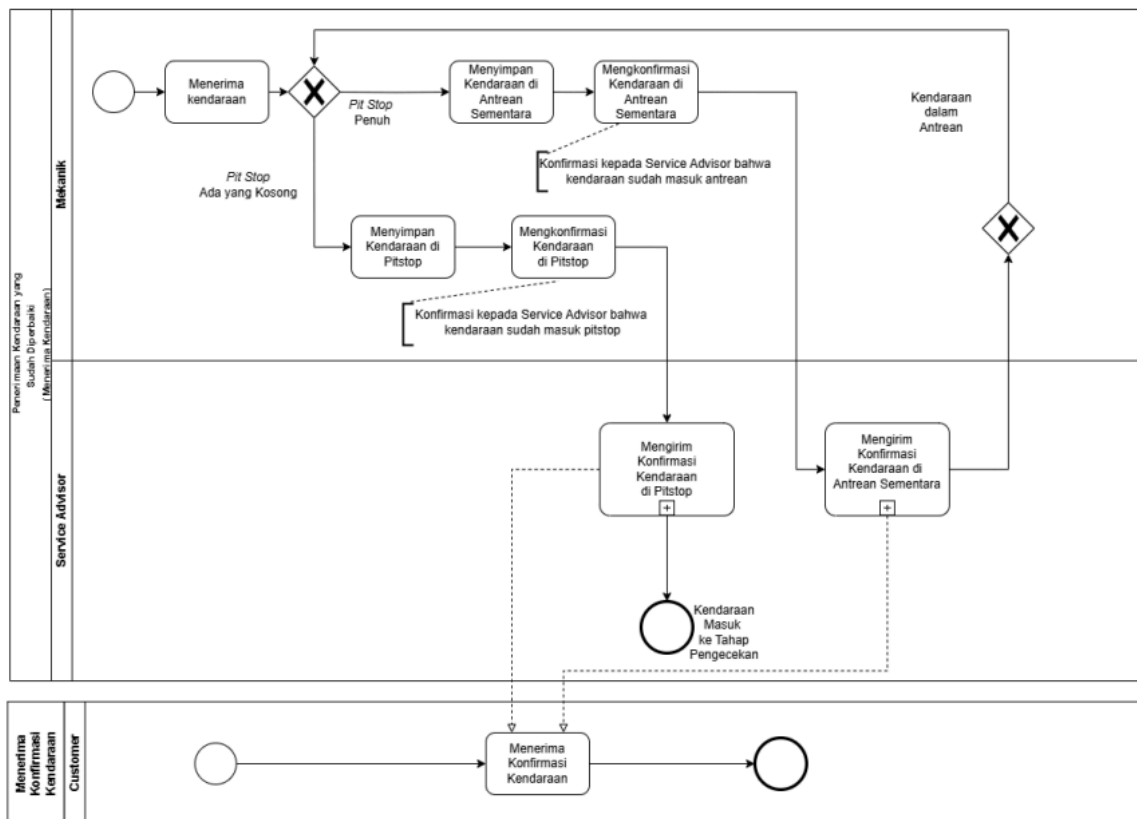 Penerimaan Kendaraan yang
Sudah Diperbaiki
(Menerima Kendaraan)
Mekanik
Menerima
kendaraan
Pit Stop
Penuh
Menyimpan
Kendaraan di
Antrean
Sementara
Mengkonfirmasi
Kendaraan di
Antrean
Sementara
Kendaraan
dalam
Antrean
Konfirmasi kepada Service Advisor bahwa
kendaraan sudah masuk antrean
Pit Stop
Ada yang Kosong
Menyimpan
Kendaraan di
Pitstop
Mengkonfirmasi
Kendaraan
di Pitstop
Konfirmasi kepada Service Advisor bahwa
kendaraan sudah masuk pitstop
Service Advisor
Mengirim
Konfirmasi
Kendaraan
di Pitstop
Mengirim
Konfirmasi
Kendaraan di
Antrean Sementara
Kendaraan
Masuk
ke Tahap
Pengecekan
Menerima
Konfirmasi
Kendaraan
Customer
Menerima
Konfirmasi
Kendaraan